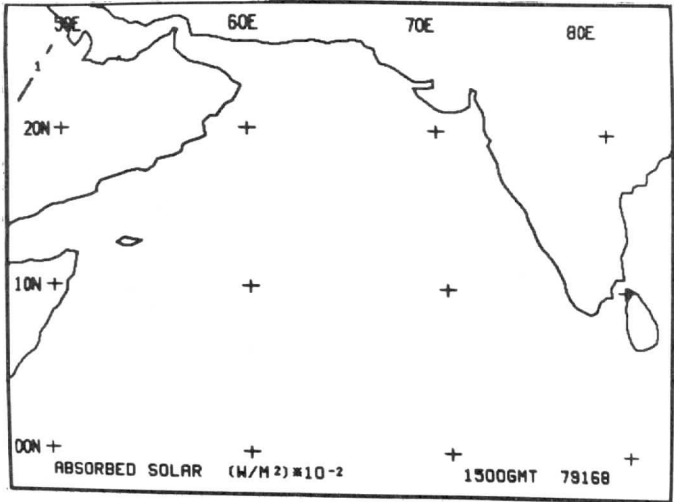 50E 60E 70E 80E
1
20N
10N
00N
ABSORBED SOLAR (W/M²)*10⁻² 1500GMT 79168